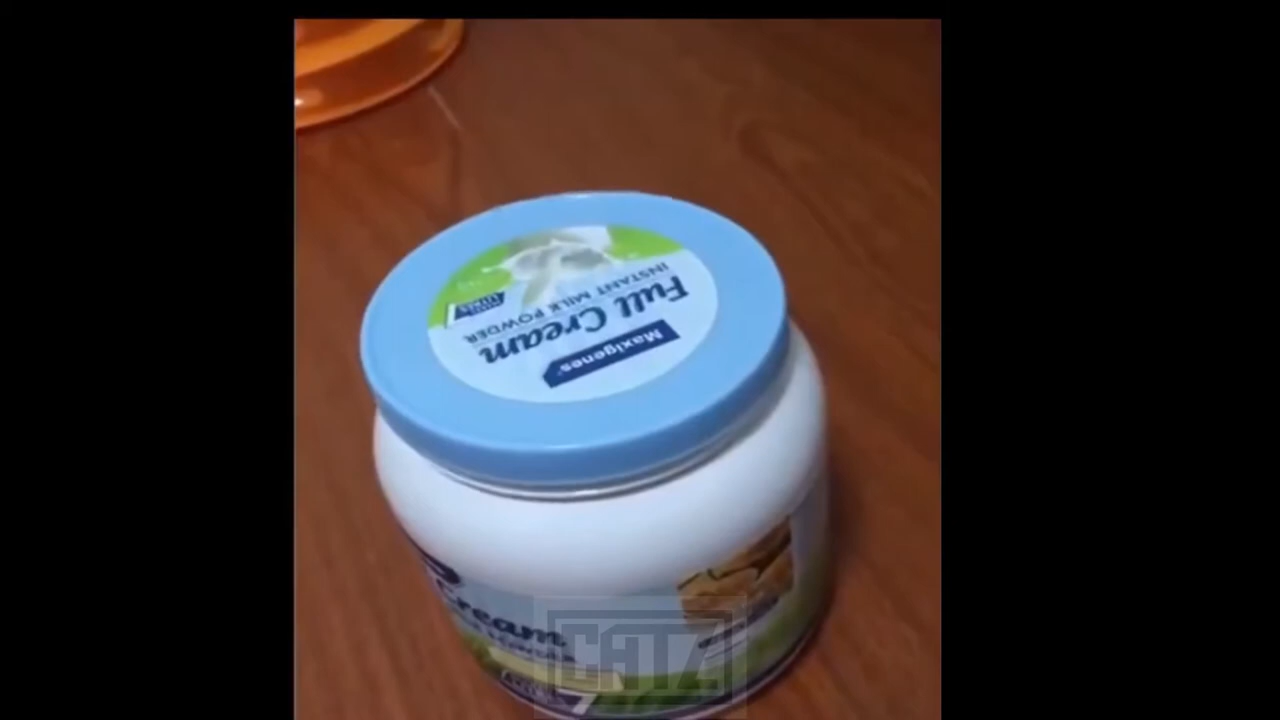 Maxigenes
Full Cream
INSTANT MILK POWDER
Cream
CATZ